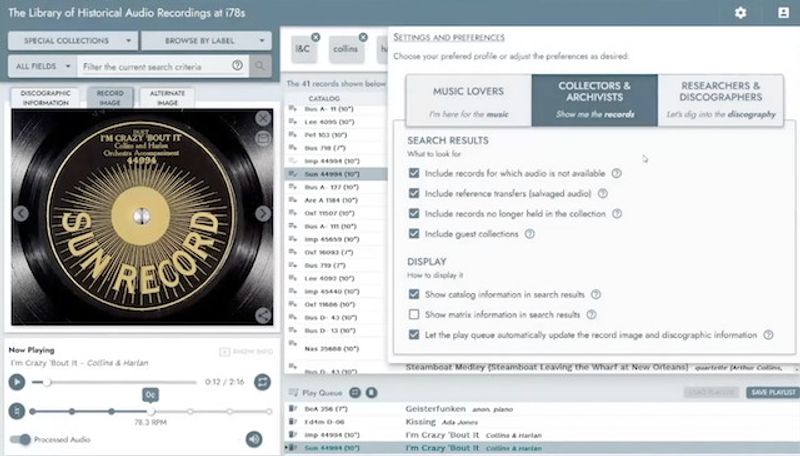 The Library of Historical Audio Recordings at i78s
SPECIAL COLLECTIONS
BROWSE BY LABEL
ALL FIELDS
Filter the current search criteria
DISCOGRAPHIC INFORMATION
RECORD IMAGE
ALTERNATE IMAGE
DUET
I'M CRAZY 'BOUT IT
Collins and Harlan
Orchestra Accompaniment
44994
SUN RECORD
Now Playing
SHOW INFO
I'm Crazy 'Bout It - Collins & Harlan
0:12 / 2:16
78.3 RPM
Processed Audio
I&C
collins
The 41 records shown below
CATALOG
Bus A- 11 (10")
Lee 4095 (10")
Pet 103 (10")
Bus 718 (7")
Imp 44994 (10")
Sun 44994 (10")
Bus A- 127 (10")
Are A 1184 (10")
Oxf 11507 (10")
Bus A- 111 (10")
Imp 45659 (10")
Oxf 16093 (7")
Bus 719 (7")
Lee 4092 (10")
Imp 45440 (10")
Oxf 11686 (10")
Bus D- 43 (10")
Bus D- 13 (10")
Nas 25688 (10")
Bus D- 43 (10")
Steamboat Medley (Steamboat Leaving the Wharf at New Orleans) quartette (Arthur Collins,
SETTINGS AND PREFERENCES
Choose your prefered profile or adjust the preferences as desired:
MUSIC LOVERS
I'm here for the music
COLLECTORS & ARCHIVISTS
Show me the records
RESEARCHERS & DISCOGRAPHERS
Let's dig into the discography
SEARCH RESULTS
What to look for
Include records for which audio is not available
Include reference transfers (salvaged audio)
Include records no longer held in the collection
Include guest collections
DISPLAY
How to display it
Show catalog information in search results
Show matrix information in search results
Let the play queue automatically update the record image and discographic information
Play Queue
LOAD PLAYLIST
SAVE PLAYLIST
BeA 256 (7") Geisterfunken anon. piano
Ed4m D-06 Kissing Ada Jones
Imp 44994 (10") I'm Crazy 'Bout It Collins & Harlan
Sun 44994 (10") I'm Crazy 'Bout It Collins & Harlan